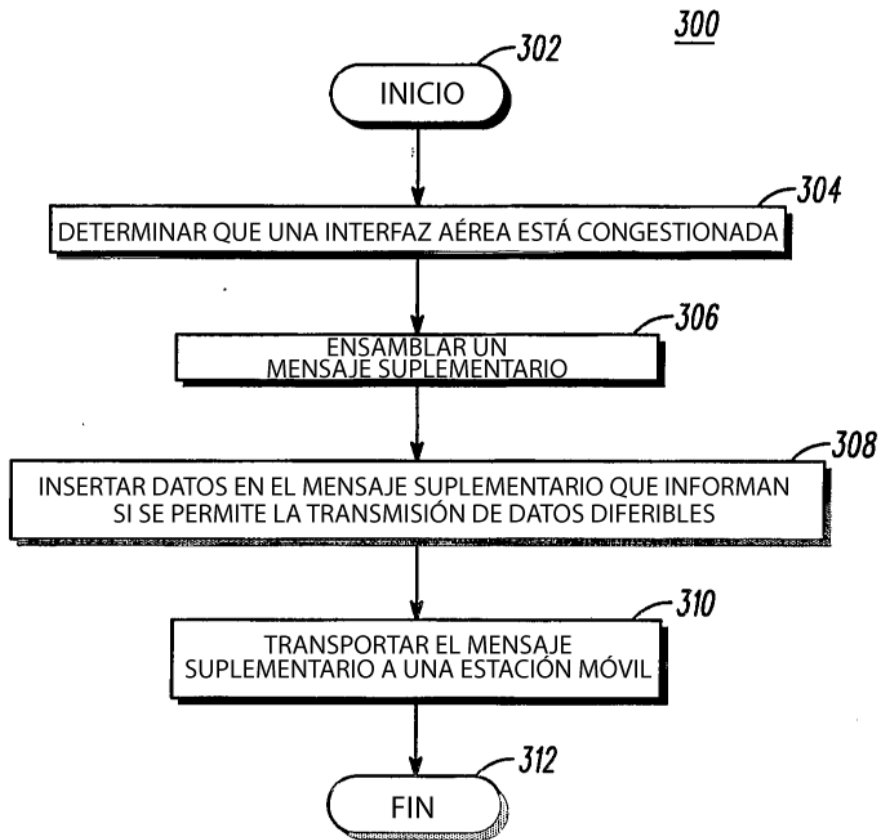 300
302
INICIO
304
DETERMINAR QUE UNA INTERFAZ AÉREA ESTÁ CONGESTIONADA
306
ENSAMBLAR UN
MENSAJE SUPLEMENTARIO
308
INSERTAR DATOS EN EL MENSAJE SUPLEMENTARIO QUE INFORMAN
SI SE PERMITE LA TRANSMISIÓN DE DATOS DIFERIBLES
310
TRANSPORTAR EL MENSAJE
SUPLEMENTARIO A UNA ESTACIÓN MÓVIL
312
FIN